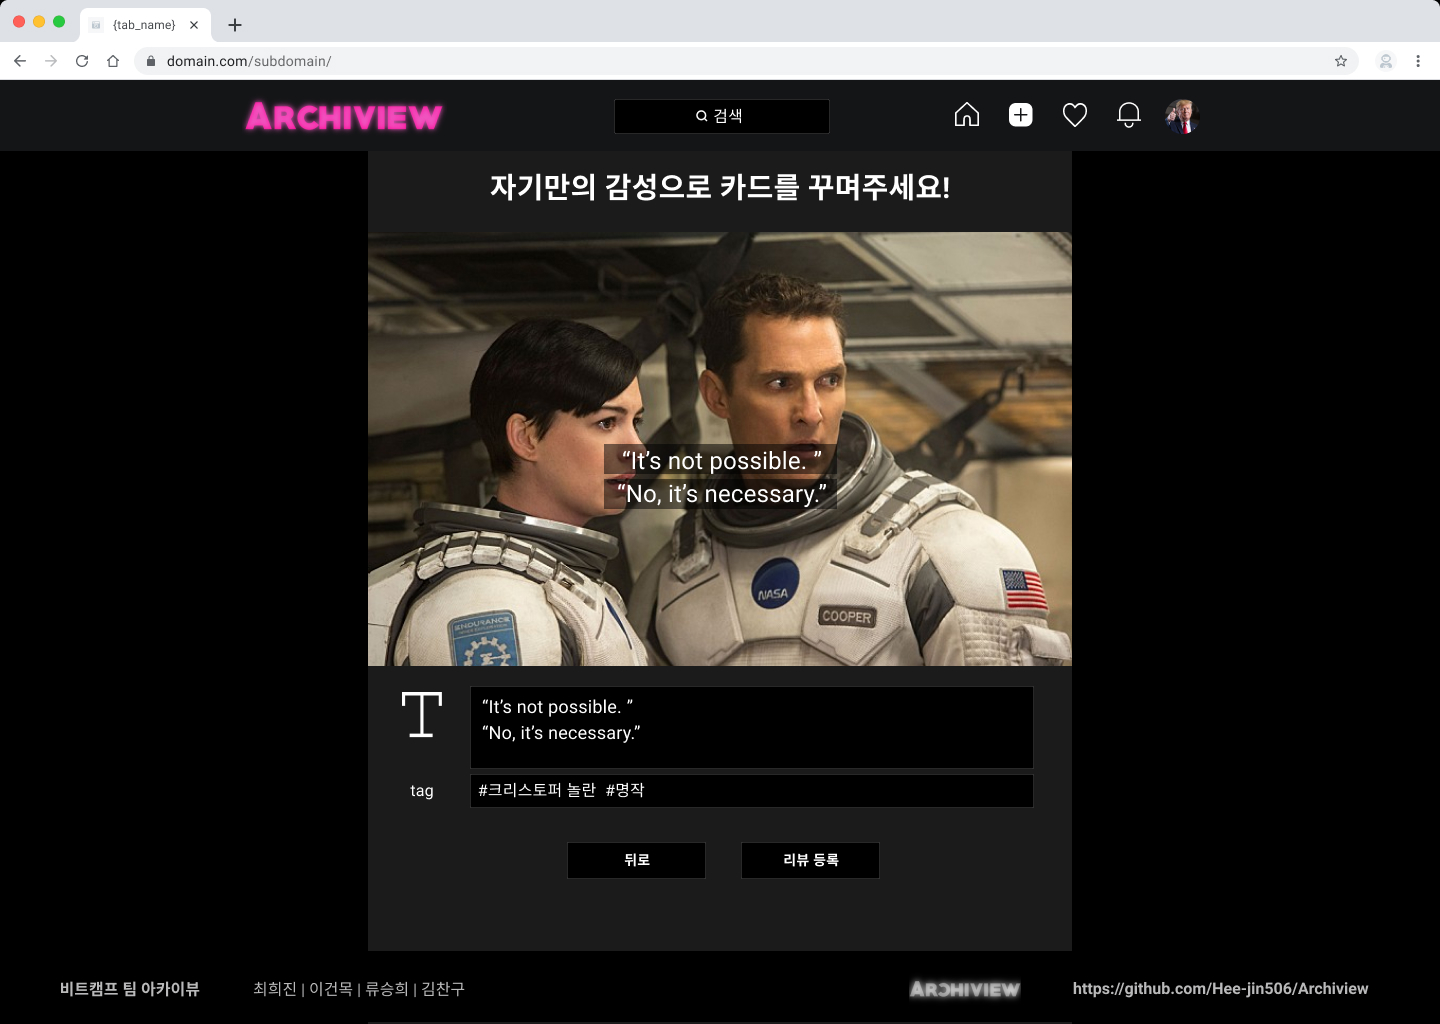 {tab_name}
domain.com/subdomain/
ARCHIVIEW
검색
자기만의 감성으로 카드를 꾸며주세요!
“It’s not possible. ”
“No, it’s necessary.”
NASA
COOPER
ENDURANCE
T
“It’s not possible. ”
“No, it’s necessary.”
tag
#크리스토퍼 놀란 #명작
뒤로
리뷰 등록
비트캠프 팀 아카이뷰
최희진 | 이건목 | 류승희 | 김찬구
ARCHIVIEW
https://github.com/Hee-jin506/Archiview